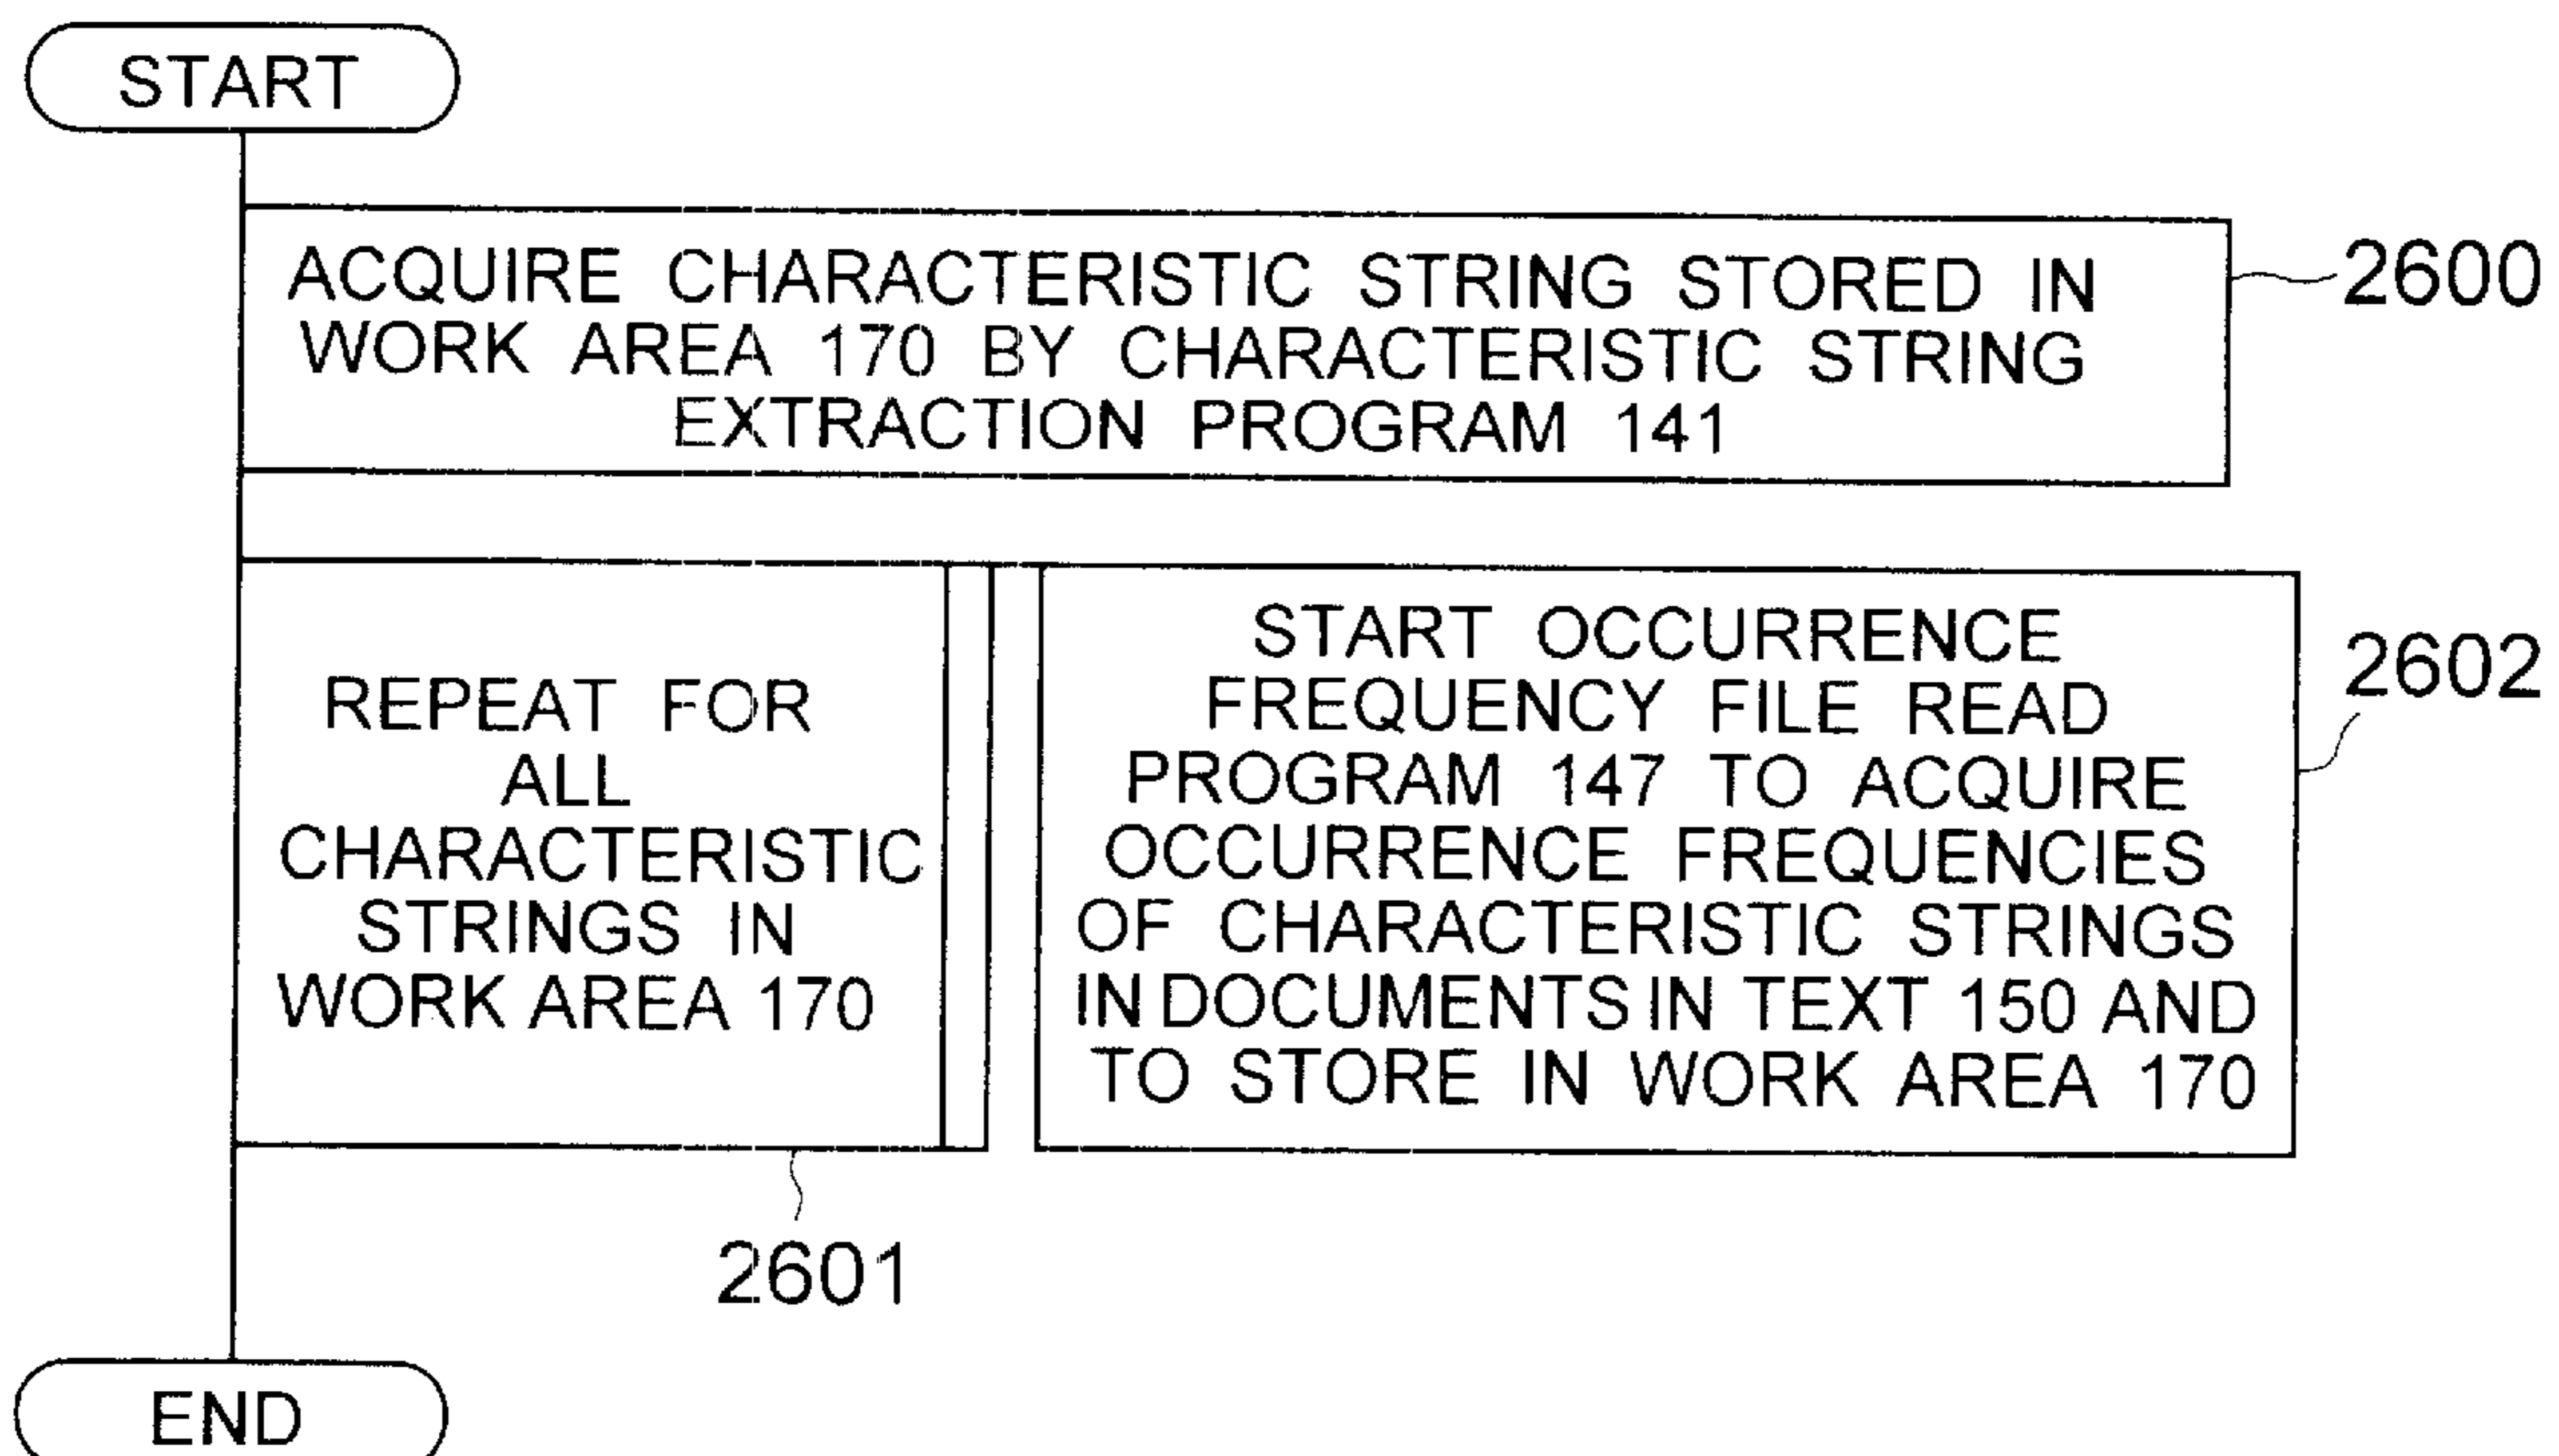 START
ACQUIRE CHARACTERISTIC STRING STORED IN
WORK AREA 170 BY CHARACTERISTIC STRING
EXTRACTION PROGRAM 141
2600
REPEAT FOR
ALL
CHARACTERISTIC
STRINGS IN
WORK AREA 170
2601
START OCCURRENCE
FREQUENCY FILE READ
PROGRAM 147 TO ACQUIRE
OCCURRENCE FREQUENCIES
OF CHARACTERISTIC STRINGS
IN DOCUMENTS IN TEXT 150 AND
TO STORE IN WORK AREA 170
2602
END